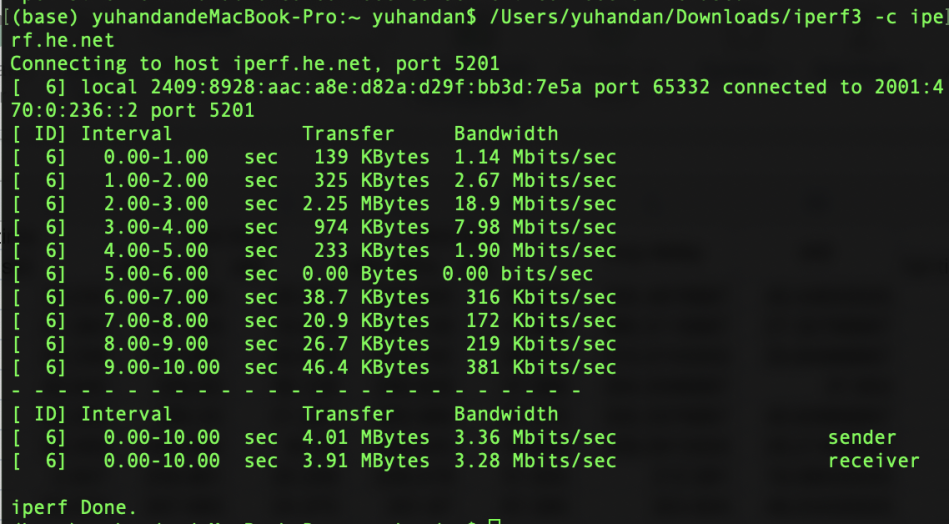 (base) yuhandandeMacBook-Pro:~ yuhandan$ /Users/yuhandan/Downloads/iperf3 -c ipe
rf.he.net
Connecting to host iperf.he.net, port 5201
[  6] local 2409:8928:aac:a8e:d82a:d29f:bb3d:7e5a port 65332 connected to 2001:4
70:0:236::2 port 5201
[ ID] Interval           Transfer     Bandwidth
[  6]   0.00-1.00   sec   139 KBytes  1.14 Mbits/sec
[  6]   1.00-2.00   sec   325 KBytes  2.67 Mbits/sec
[  6]   2.00-3.00   sec  2.25 MBytes  18.9 Mbits/sec
[  6]   3.00-4.00   sec   974 KBytes  7.98 Mbits/sec
[  6]   4.00-5.00   sec   233 KBytes  1.90 Mbits/sec
[  6]   5.00-6.00   sec  0.00 Bytes  0.00 bits/sec
[  6]   6.00-7.00   sec  38.7 KBytes   316 Kbits/sec
[  6]   7.00-8.00   sec  20.9 KBytes   172 Kbits/sec
[  6]   8.00-9.00   sec  26.7 KBytes   219 Kbits/sec
[  6]   9.00-10.00  sec  46.4 KBytes   381 Kbits/sec
- - - - - - - - - - - - - - - - - - - - - - - - -
[ ID] Interval           Transfer     Bandwidth
[  6]   0.00-10.00  sec  4.01 MBytes  3.36 Mbits/sec                  sender
[  6]   0.00-10.00  sec  3.91 MBytes  3.28 Mbits/sec                  receiver
iperf Done.